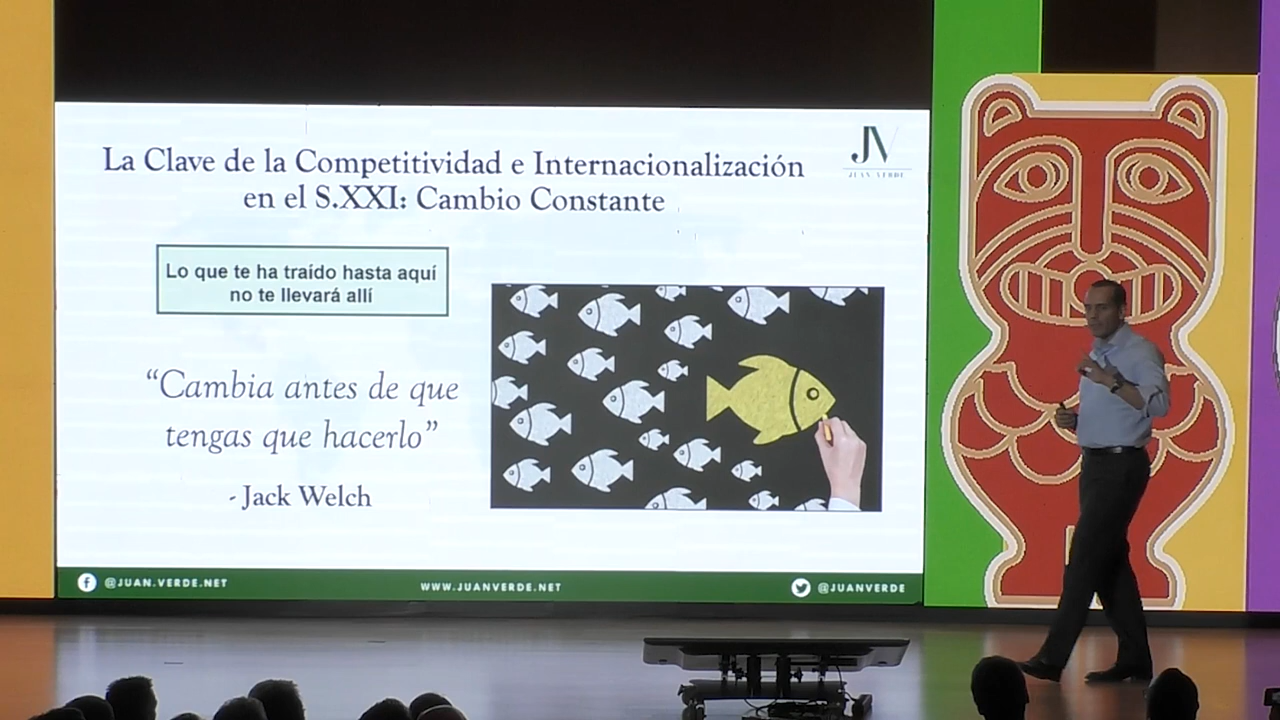 La Clave de la Competitividad e Internacionalización
en el S.XXI: Cambio Constante
JV
JUAN VERDE
Lo que te ha traído hasta aquí
no te llevará allí
“Cambia antes de que
tengas que hacerlo”
- Jack Welch
@JUAN.VERDE.NET
WWW.JUANVERDE.NET
@JUANVERDE